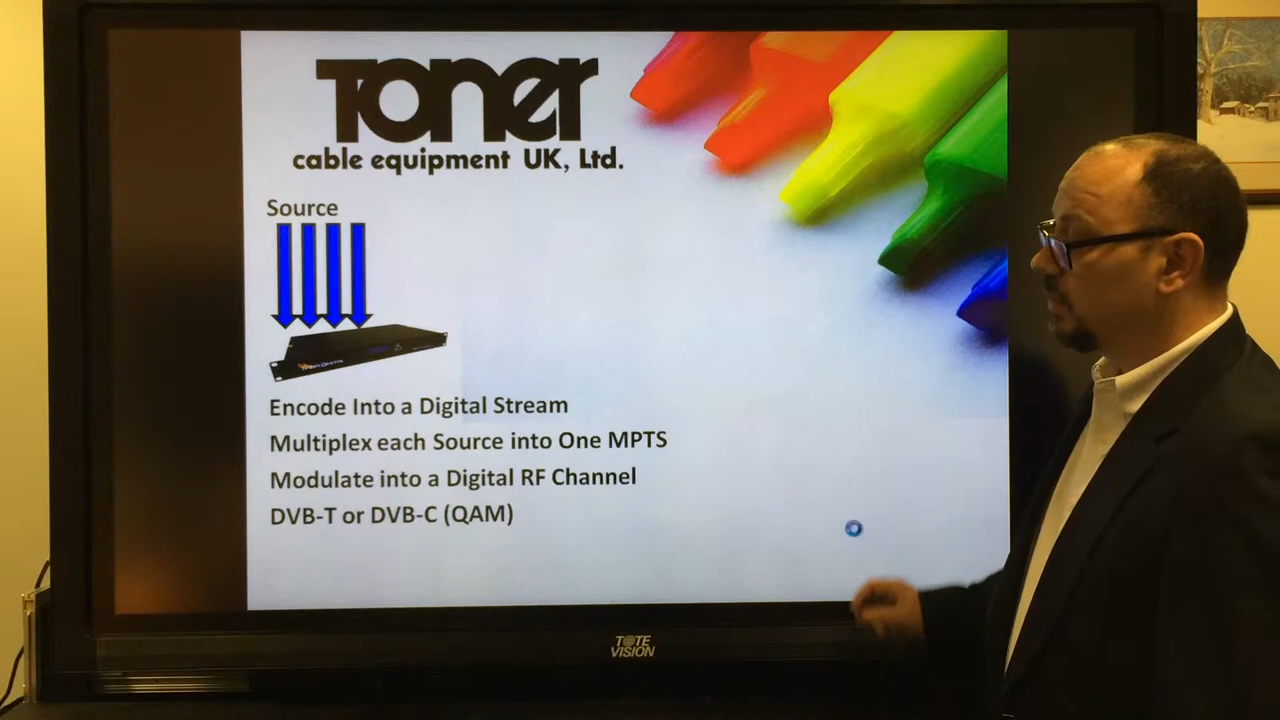 Toner
cable equipment UK, Ltd.
Source
Encode Into a Digital Stream
Multiplex each Source into One MPTS
Modulate into a Digital RF Channel
DVB-T or DVB-C (QAM)
TOTE
VISION